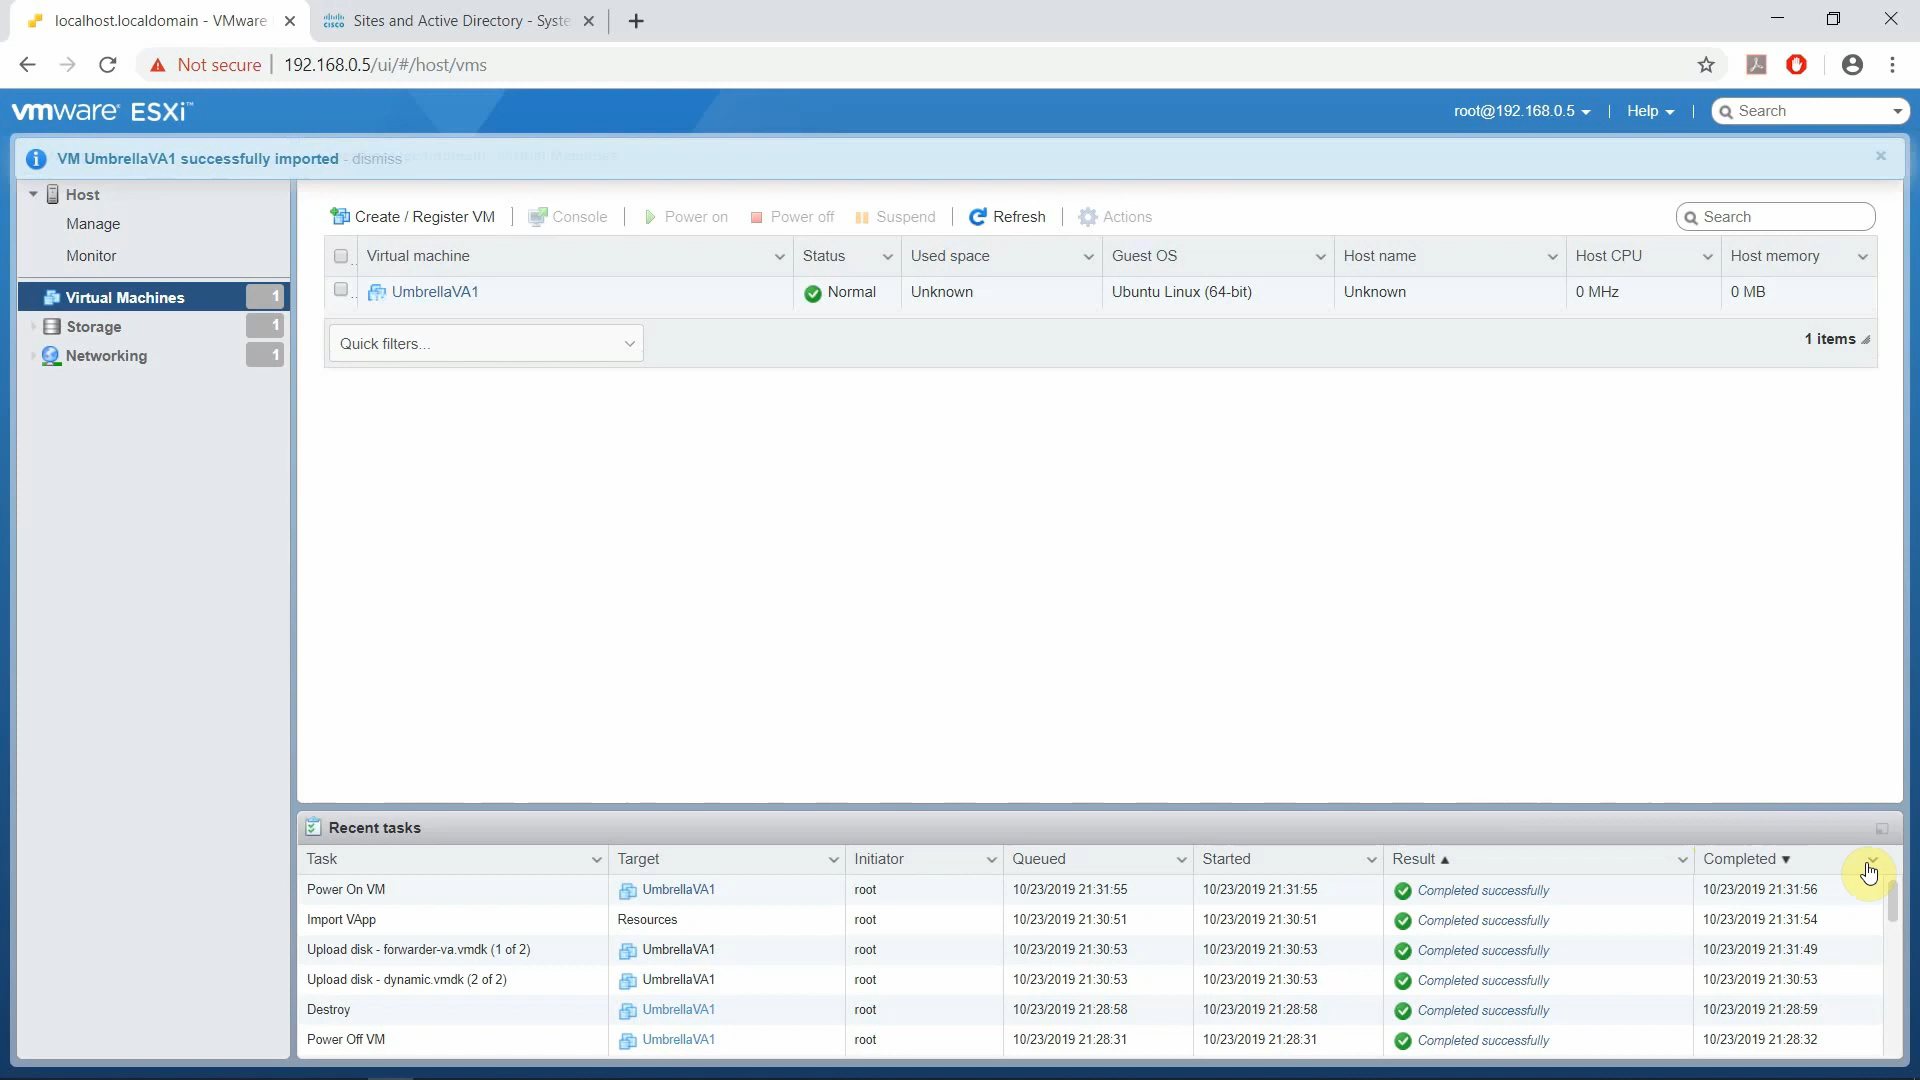 localhost.localdomain - VMware
Sites and Active Directory - Syste
Not secure 192.168.0.5/ui/#/host/vms
vmware ESXi™
root@192.168.0.5 Help Search
VM UmbrellaVA1 successfully imported - dismiss
Host
Manage
Monitor
Virtual Machines 1
Storage 1
Networking 1
Create / Register VM Console Power on Power off Suspend Refresh Actions Search
Virtual machine Status Used space Guest OS Host name Host CPU Host memory
UmbrellaVA1 Normal Unknown Ubuntu Linux (64-bit) Unknown 0 MHz 0 MB
Quick filters... 1 items
Recent tasks
Task Target Initiator Queued Started Result Completed
Power On VM UmbrellaVA1 root 10/23/2019 21:31:55 10/23/2019 21:31:55 Completed successfully 10/23/2019 21:31:56
Import VApp Resources root 10/23/2019 21:30:51 10/23/2019 21:30:51 Completed successfully 10/23/2019 21:31:54
Upload disk - forwarder-va.vmdk (1 of 2) UmbrellaVA1 root 10/23/2019 21:30:53 10/23/2019 21:30:53 Completed successfully 10/23/2019 21:31:49
Upload disk - dynamic.vmdk (2 of 2) UmbrellaVA1 root 10/23/2019 21:30:53 10/23/2019 21:30:53 Completed successfully 10/23/2019 21:30:53
Destroy UmbrellaVA1 root 10/23/2019 21:28:58 10/23/2019 21:28:58 Completed successfully 10/23/2019 21:28:59
Power Off VM UmbrellaVA1 root 10/23/2019 21:28:31 10/23/2019 21:28:31 Completed successfully 10/23/2019 21:28:32